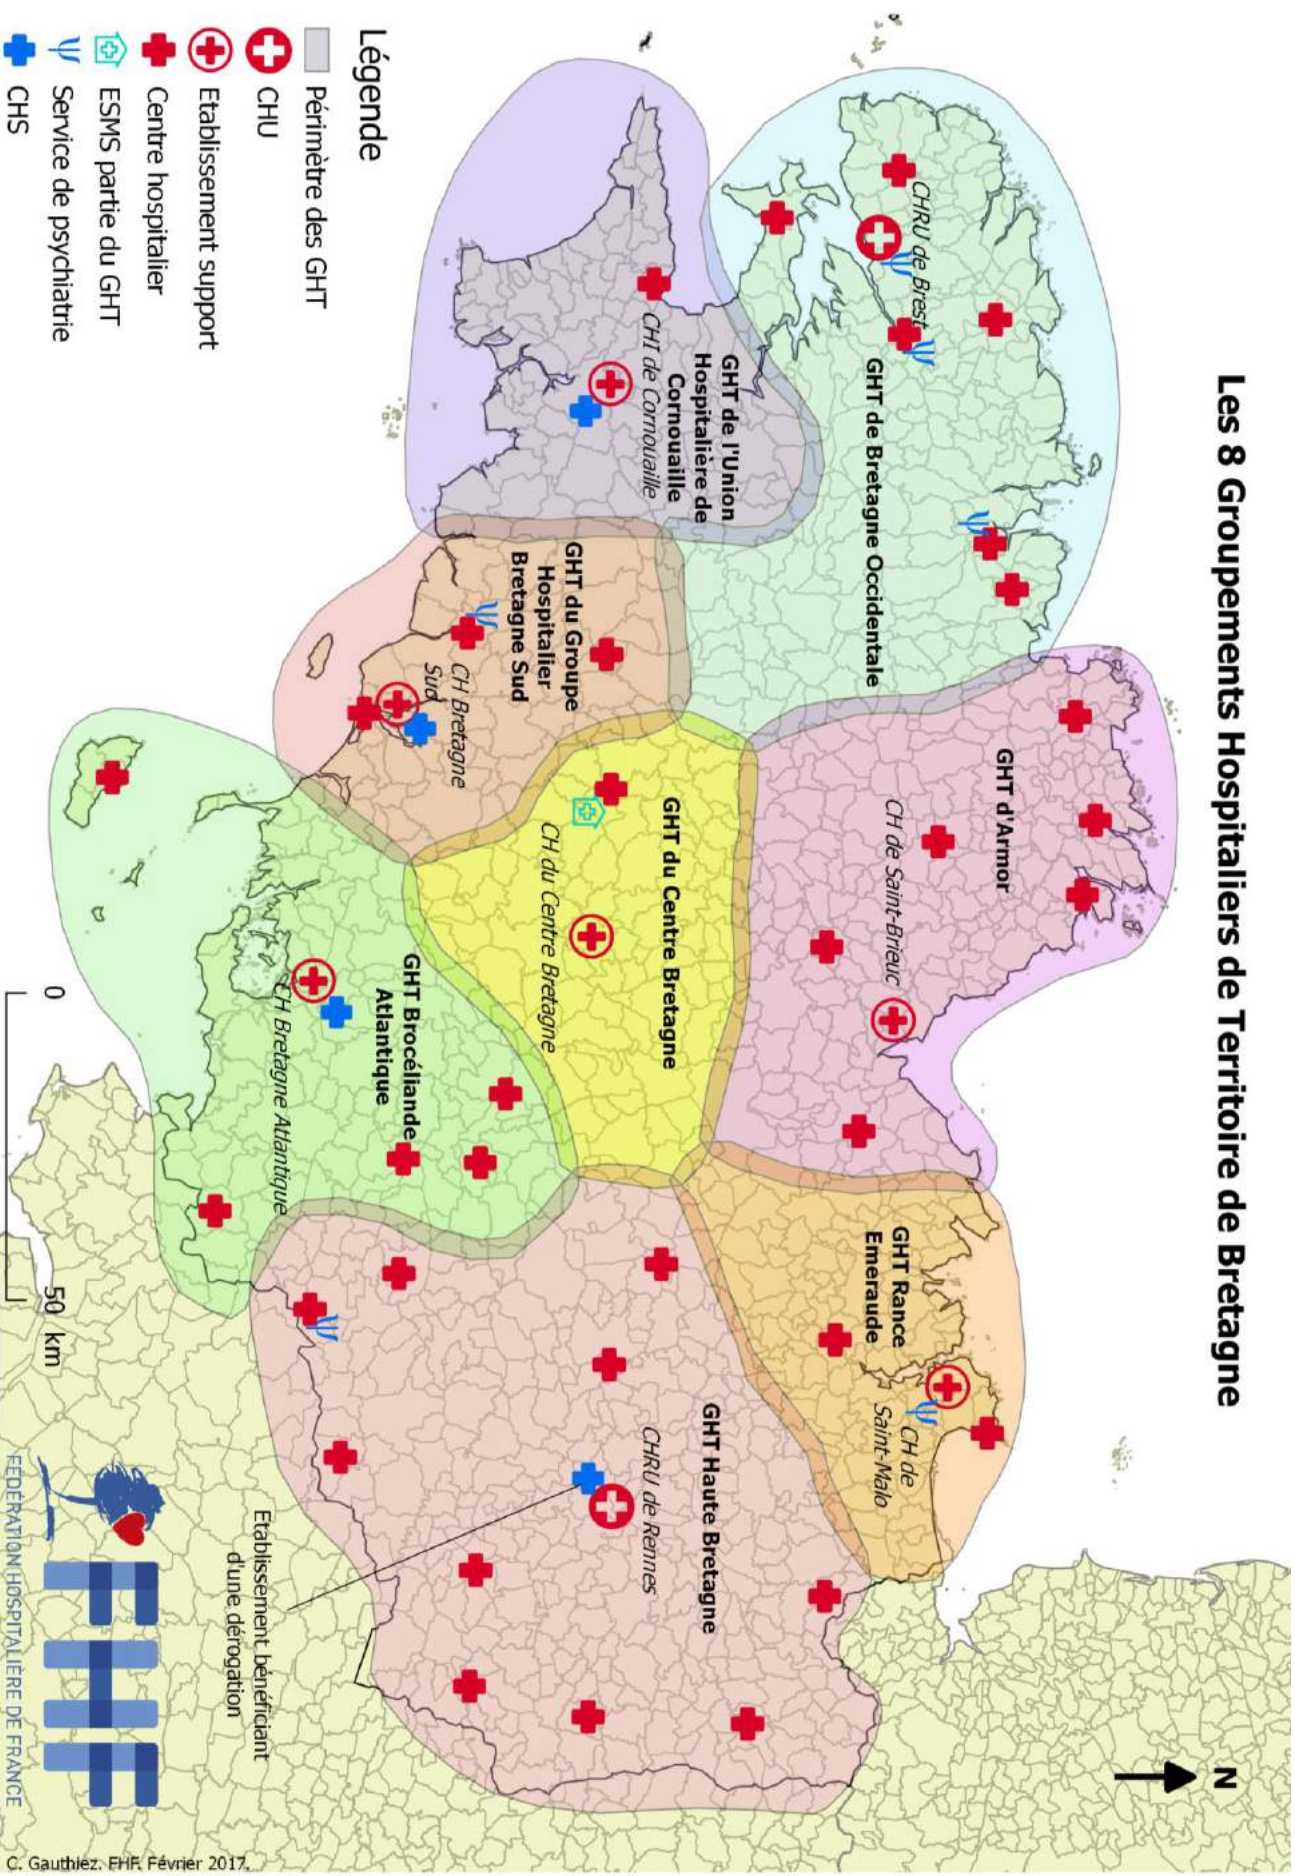 Les 8 Groupements Hospitaliers de Territoire de Bretagne
N
CHRU de Brest
GHT de Bretagne Occidentale
GHT d'Armor
CH de Saint-Brieuc
GHT Rance
Emeraude
CH de
Saint-Malo
GHT de l'Union
Hospitalière de
Cornouaille
CHI de Cornouaille
GHT du Centre Bretagne
CH du Centre Bretagne
GHT Haute Bretagne
CHRU de Rennes
GHT du Groupe
Hospitalier
Bretagne Sud
CH Bretagne
Sud
GHT Brocéliande
Atlantique
CH Bretagne Atlantique
Etablissement bénéficiant
d'une dérogation
Légende
Périmètre des GHT
CHU
Etablissement support
Centre hospitalier
ESMS partie du GHT
Service de psychiatrie
CHS
0 50 km
FHF
FÉDÉRATION HOSPITALIÈRE DE FRANCE
C. Gauthiez. FHF. Février 2017.